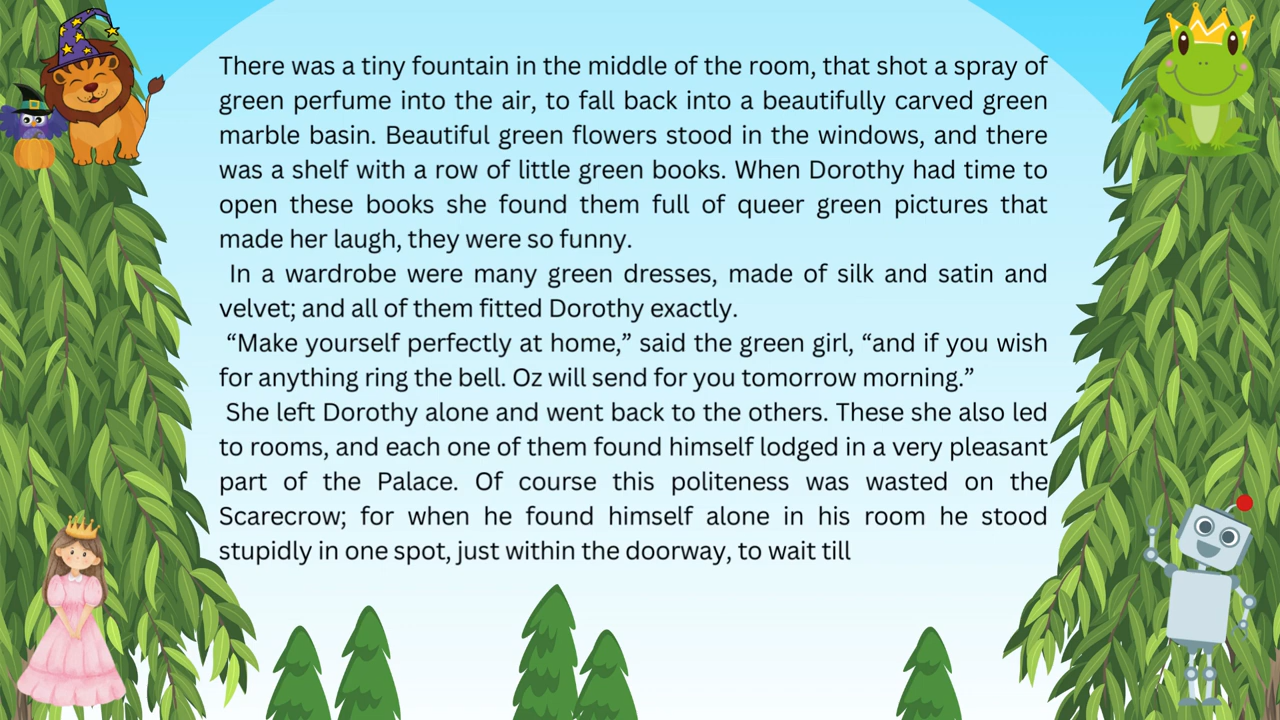 There was a tiny fountain in the middle of the room, that shot a spray of
green perfume into the air, to fall back into a beautifully carved green
marble basin. Beautiful green flowers stood in the windows, and there
was a shelf with a row of little green books. When Dorothy had time to
open these books she found them full of queer green pictures that
made her laugh, they were so funny.
In a wardrobe were many green dresses, made of silk and satin and
velvet; and all of them fitted Dorothy exactly.
“Make yourself perfectly at home,” said the green girl, “and if you wish
for anything ring the bell. Oz will send for you tomorrow morning.”
She left Dorothy alone and went back to the others. These she also led
to rooms, and each one of them found himself lodged in a very pleasant
part of the Palace. Of course this politeness was wasted on the
Scarecrow; for when he found himself alone in his room he stood
stupidly in one spot, just within the doorway, to wait till